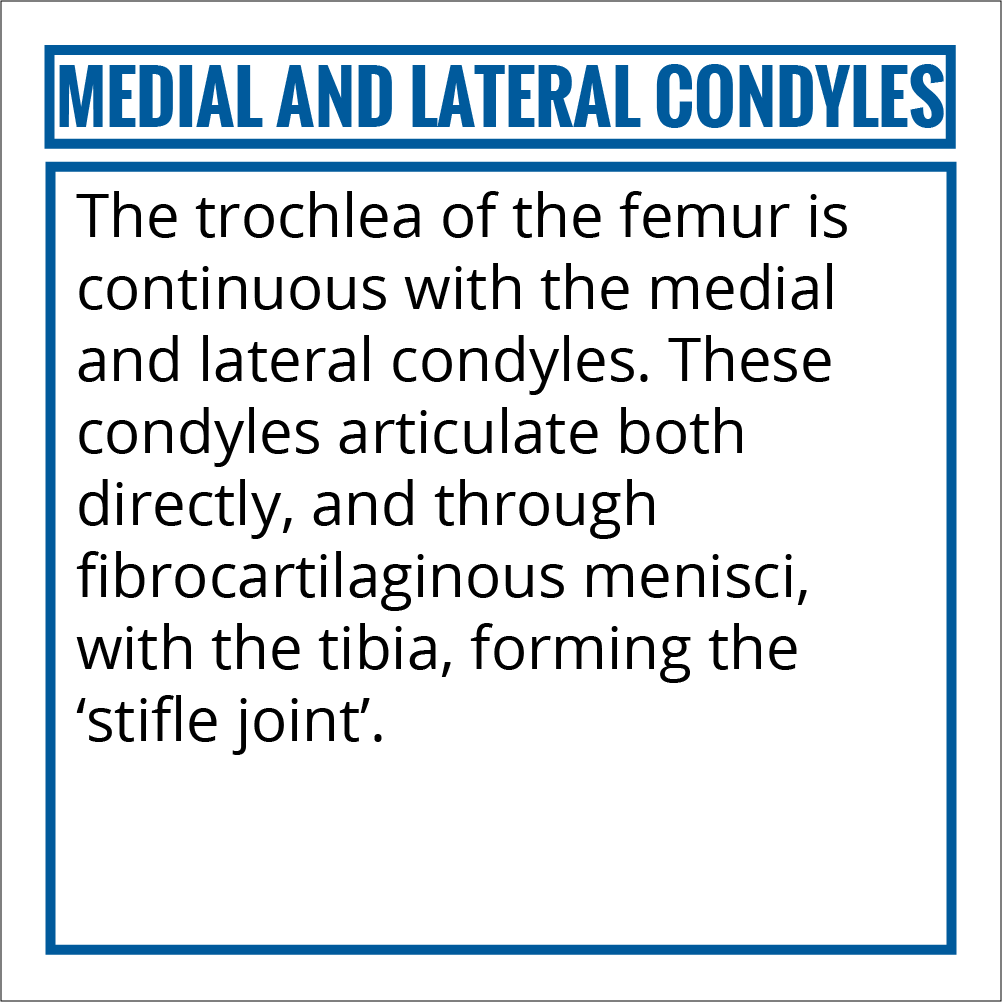 MEDIAL AND LATERAL CONDYLES
The trochlea of the femur is
continuous with the medial
and lateral condyles. These
condyles articulate both
directly, and through
fibrocartilaginous menisci,
with the tibia, forming the
‘stifle joint’.